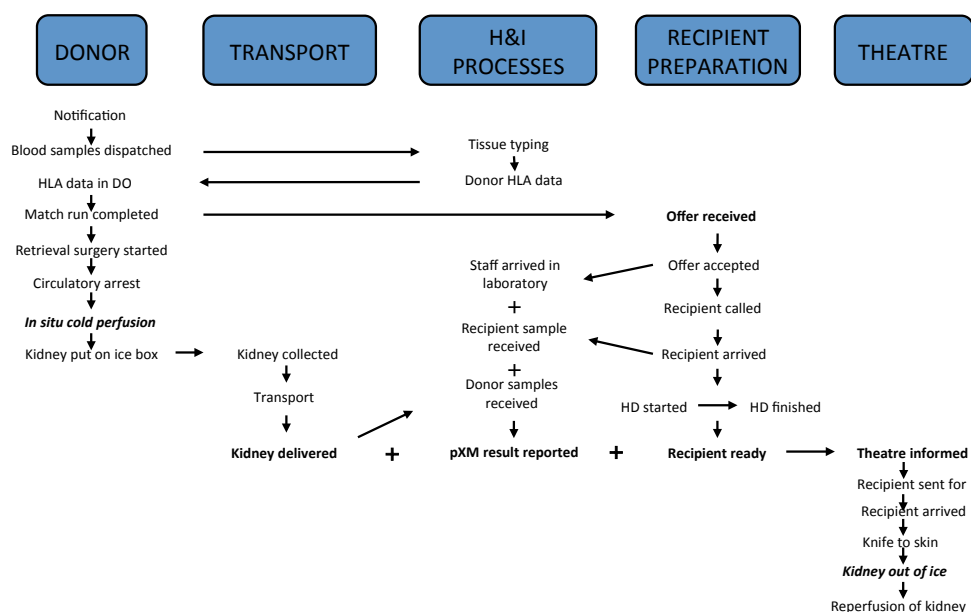 DONOR
TRANSPORT
H&I
PROCESSES
RECIPIENT
PREPARATION
THEATRE
Notification
Blood samples dispatched
HLA data in DO
Match run completed
Retrieval surgery started
Circulatory arrest
In situ cold perfusion
Kidney put on ice box
Kidney collected
Transport
Kidney delivered
+
Tissue typing
Donor HLA data
Staff arrived in
laboratory
+
Recipient sample
received
+
Donor samples
received
pXM result reported
+
Offer received
Offer accepted
Recipient called
Recipient arrived
HD started
HD finished
Recipient ready
Theatre informed
Recipient sent for
Recipient arrived
Knife to skin
Kidney out of ice
Reperfusion of kidney